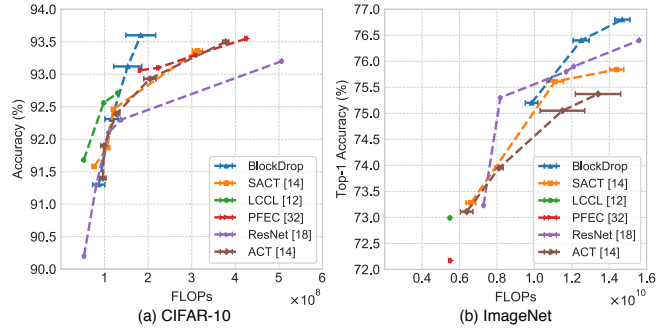 (a)
(b)
Accuracy (%)
94.0
93.5
93.0
92.5
92.0
91.5
91.0
90.5
90.0
BlockDrop
SACT [14]
LCCL [12]
PFEC [32]
ResNet [18]
ACT [14]
0 1 2 3 4 5 6
FLOPs
× 10^8
(a) CIFAR-10
Top-1 Accuracy (%)
77.0
76.5
76.0
75.5
75.0
74.5
74.0
73.5
73.0
72.5
72.0
BlockDrop
SACT [14]
LCCL [12]
PFEC [32]
ResNet [18]
ACT [14]
0.4 0.6 0.8 1.0 1.2 1.4 1.6
FLOPs
× 10^10
(b) ImageNet